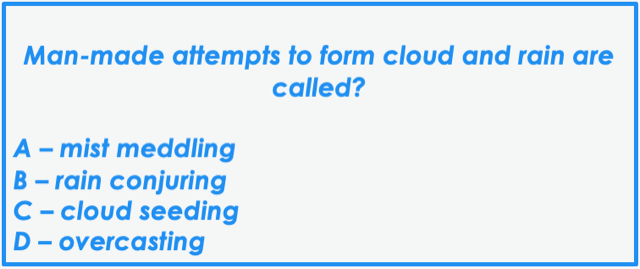 Man-made attempts to form cloud and rain are
called?
A – mist meddling
B – rain conjuring
C – cloud seeding
D – overcasting